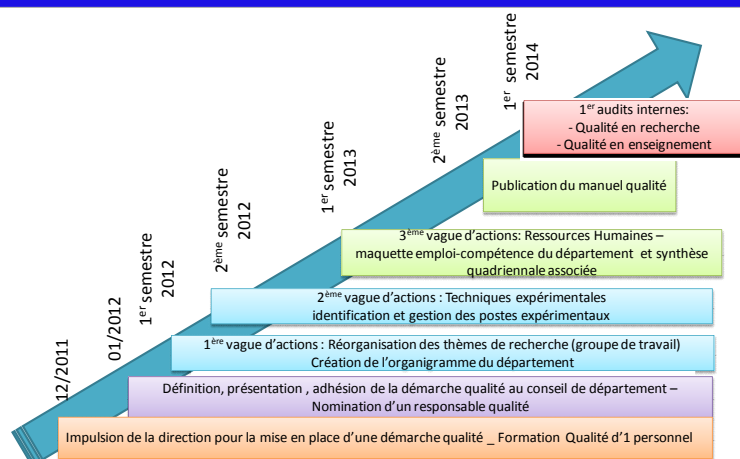 12/2011
01/2012
1er semestre
2012
2ème semestre
2012
1er semestre
2013
2ème semestre
2013
1er semestre
2014
1er audits internes:
- Qualité en recherche
- Qualité en enseignement
Publication du manuel qualité
3ème vague d'actions: Ressources Humaines –
maquette emploi-compétence du département et synthèse
quadriennale associée
2ème vague d'actions : Techniques expérimentales
identification et gestion des postes expérimentaux
1ère vague d'actions : Réorganisation des thèmes de recherche (groupe de travail)
Création de l'organigramme du département
Définition, présentation , adhésion de la démarche qualité au conseil de département –
Nomination d'un responsable qualité
Impulsion de la direction pour la mise en place d'une démarche qualité _ Formation Qualité d'1 personnel